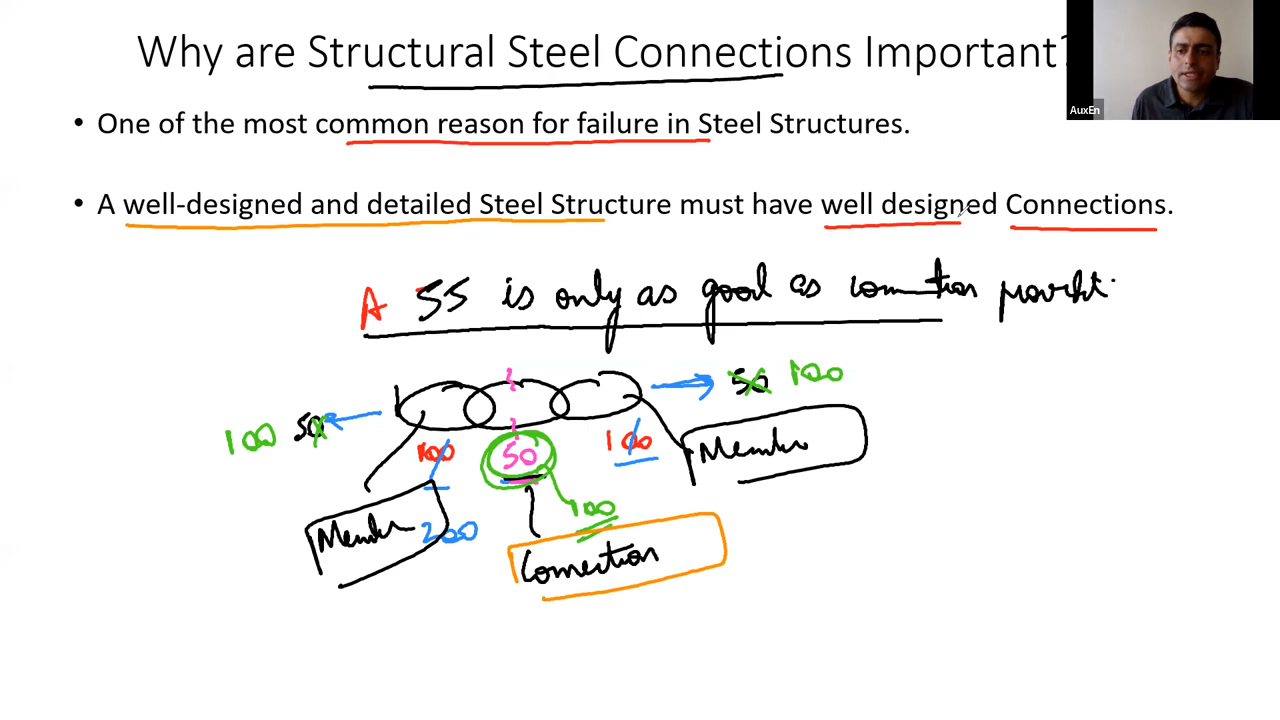 Why are Structural Steel Connections Important?
AuxEn
• One of the most common reason for failure in Steel Structures.
• A well-designed and detailed Steel Structure must have well designed Connections.
A SS is only as good as
50 100
100 50
100 50 100
Member
100
Member 200
Connection